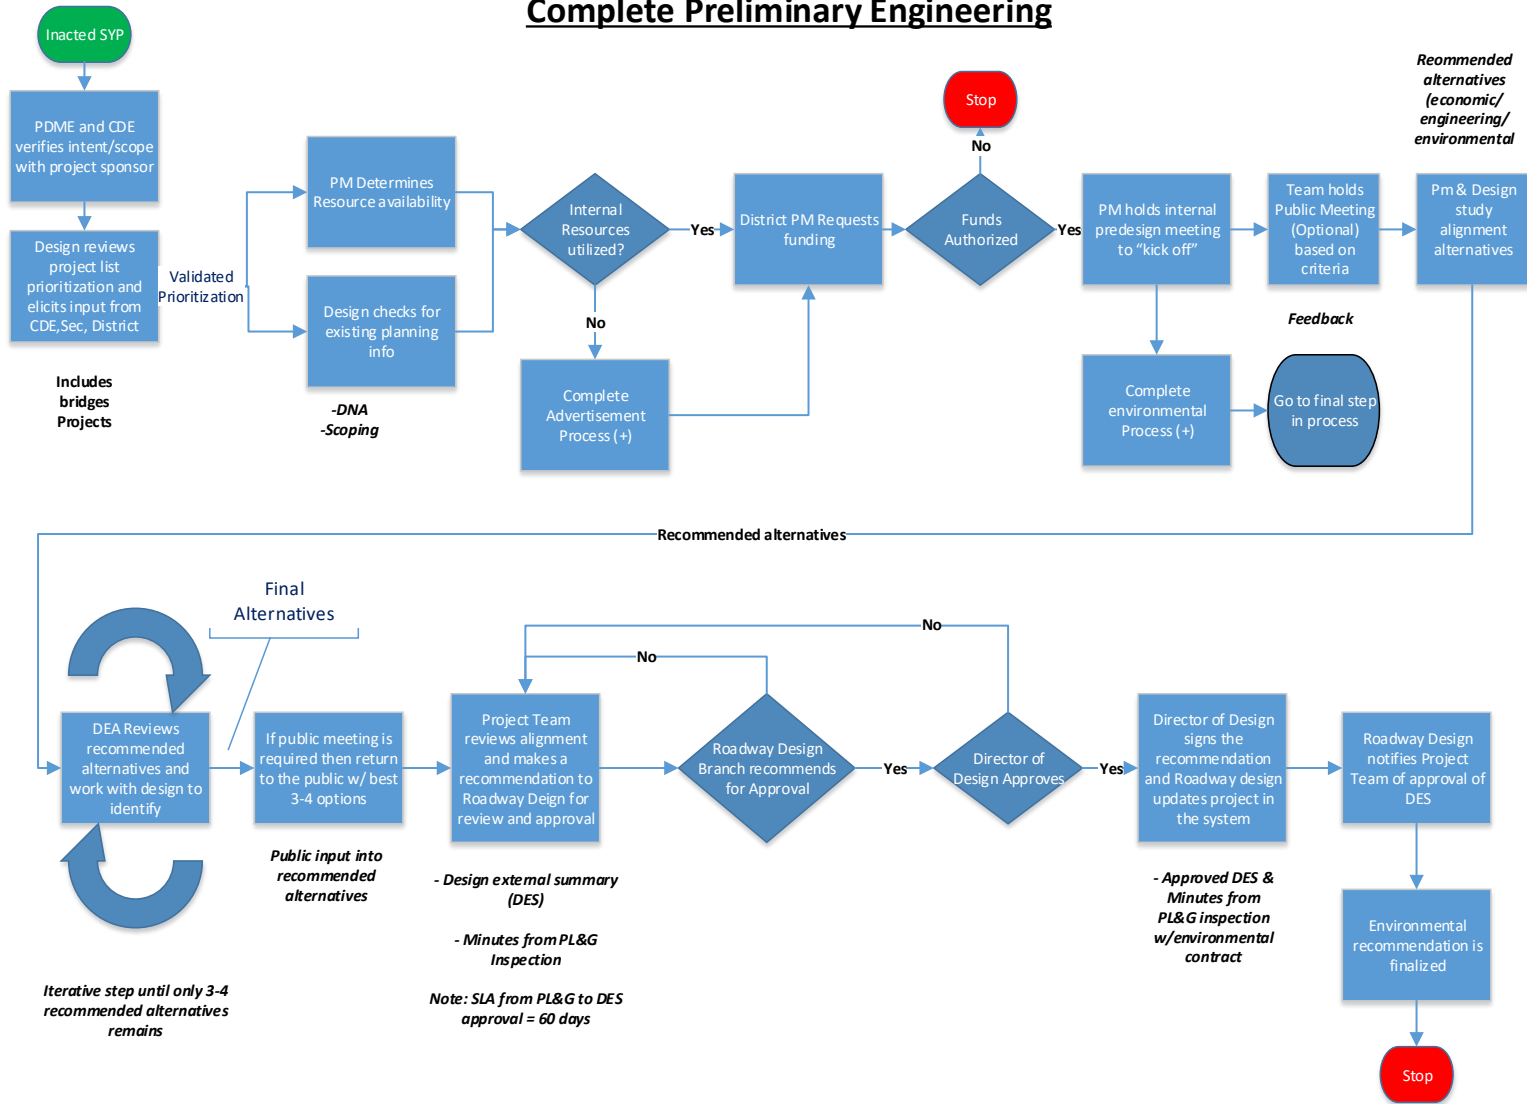 Complete Preliminary Engineering
Inacted SYP
PDME and CDE
verifies intent/scope
with project sponsor
Design reviews
project list
prioritization and
elicits input from
CDE,Sec, District
Includes
bridges
Projects
Validated
Prioritization
PM Determines
Resource availability
Design checks for
existing planning
info
-DNA
-Scoping
Internal
Resources
utilized?
Yes
No
Complete
Advertisement
Process (+)
District PM Requests
funding
Funds
Authorized
No
Stop
Yes
PM holds internal
predesign meeting
to “kick off”
Complete
environmental
Process (+)
Go to final step
in process
Team holds
Public Meeting
(Optional)
based on
criteria
Feedback
Reommended
alternatives
(economic/
engineering/
environmental
Pm & Design
study
alignment
alternatives
Recommended alternatives
Final
Alternatives
DEA Reviews
recommended
alternatives and
work with design to
identify
Iterative step until only 3-4
recommended alternatives
remains
If public meeting is
required then return
to the public w/ best
3-4 options
Public input into
recommended
alternatives
Project Team
reviews alignment
and makes a
recommendation to
Roadway Deign for
review and approval
- Design external summary
(DES)
- Minutes from PL&G
Inspection
Note: SLA from PL&G to DES
approval = 60 days
No
Roadway Design
Branch recommends
for Approval
Yes
No
Director of
Design Approves
Yes
Director of Design
signs the
recommendation
and Roadway design
updates project in
the system
- Approved DES &
Minutes from
PL&G inspection
w/environmental
contract
Roadway Design
notifies Project
Team of approval of
DES
Environmental
recommendation is
finalized
Stop